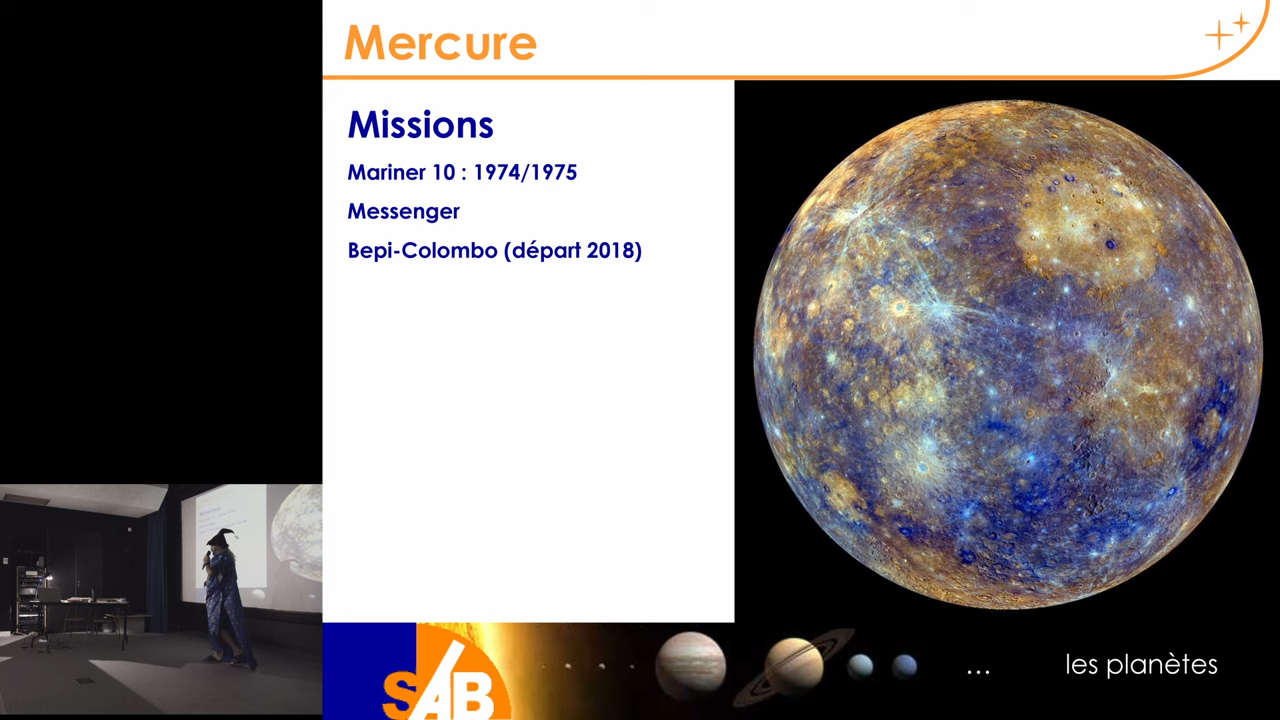 Mercure
Missions
Mariner 10 : 1974/1975
Messenger
Bepi-Colombo (départ 2018)
SAB
... les planètes